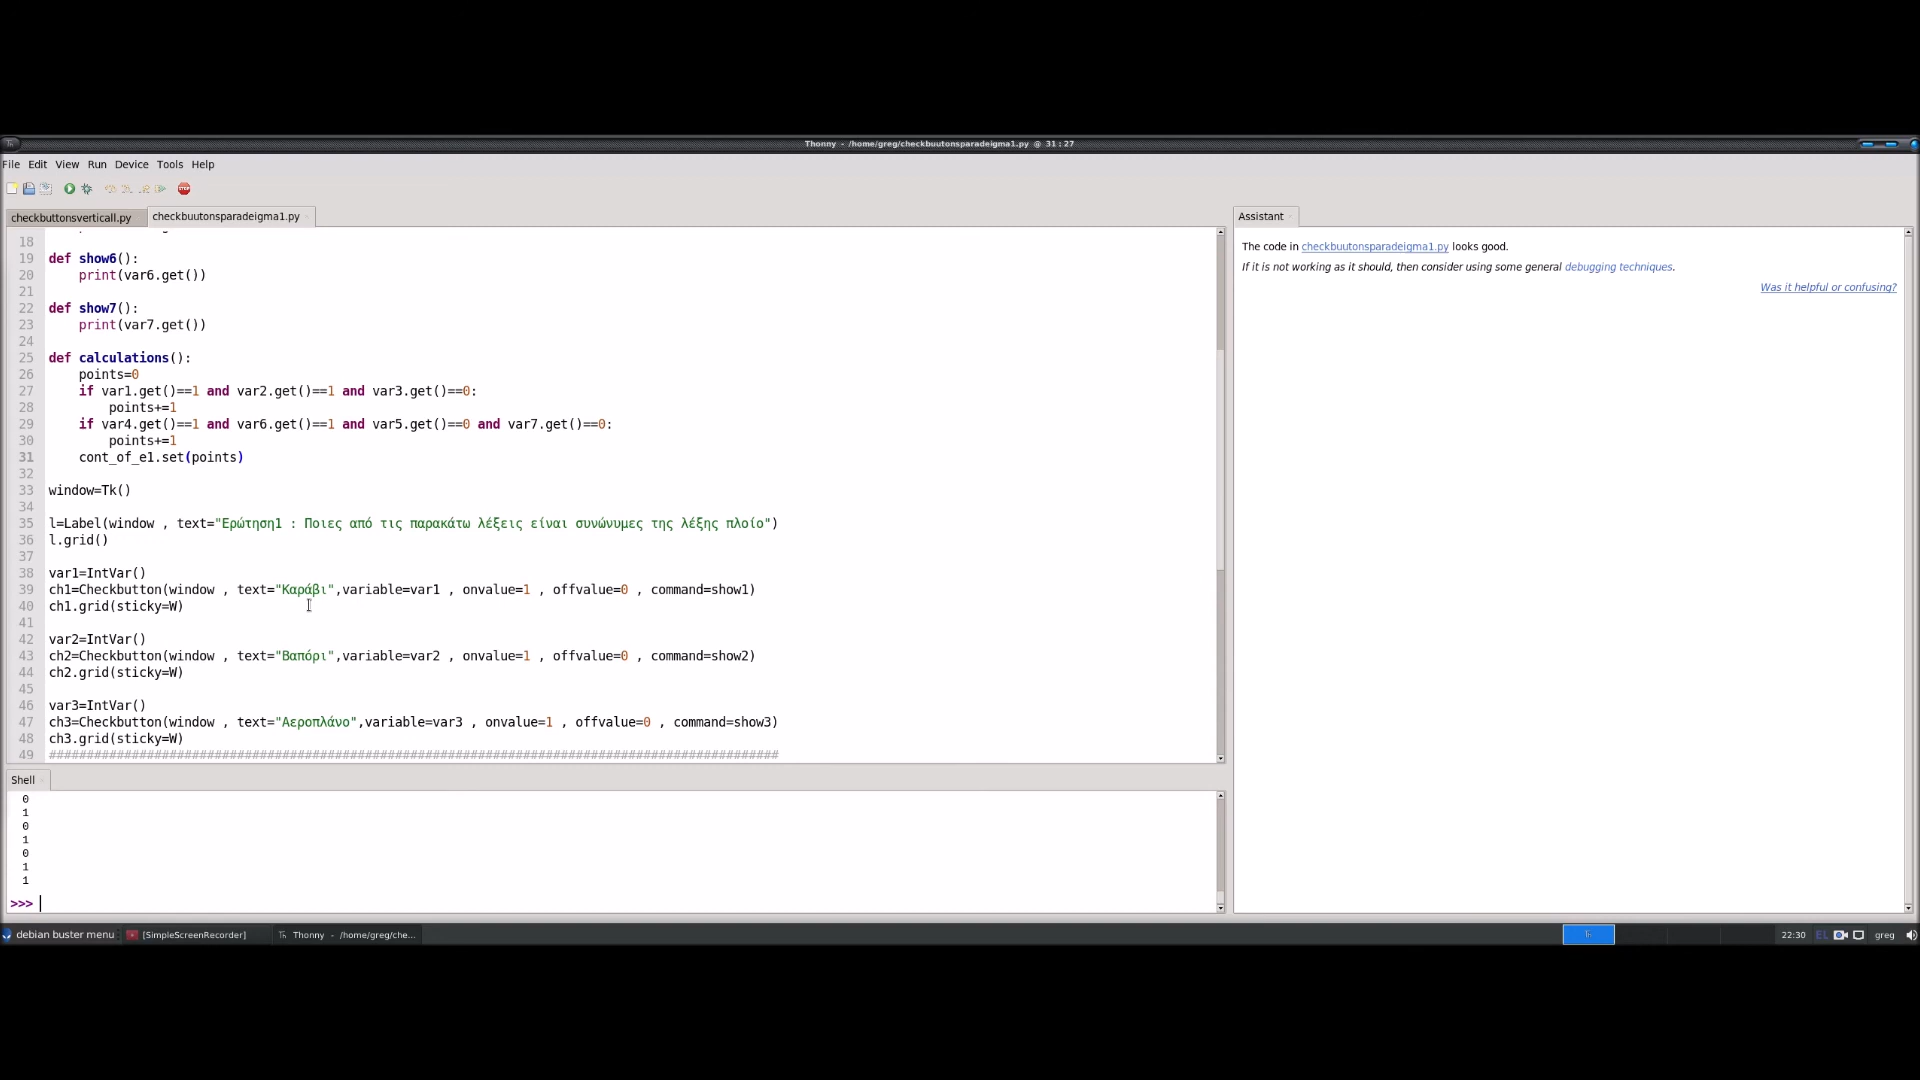 Thonny - /home/greg/checkbuutonsparadeigma1.py @ 31 : 27
File Edit View Run Device Tools Help
checkbuttonsverticall.py checkbuutonsparadeigma1.py
18
19 def show6():
20     print(var6.get())
21
22 def show7():
23     print(var7.get())
24
25 def calculations():
26     points=0
27     if var1.get()==1 and var2.get()==1 and var3.get()==0:
28         points+=1
29     if var4.get()==1 and var6.get()==1 and var5.get()==0 and var7.get()==0:
30         points+=1
31     cont_of_e1.set(points)
32
33 window=Tk()
34
35 l=Label(window , text="Ερώτηση1 : Ποιες από τις παρακάτω λέξεις είναι συνώνυμες της λέξης πλοίο")
36 l.grid()
37
38 var1=IntVar()
39 ch1=Checkbutton(window , text="Καράβι",variable=var1 , onvalue=1 , offvalue=0 , command=show1)
40 ch1.grid(sticky=W)
41
42 var2=IntVar()
43 ch2=Checkbutton(window , text="Βαπόρι",variable=var2 , onvalue=1 , offvalue=0 , command=show2)
44 ch2.grid(sticky=W)
45
46 var3=IntVar()
47 ch3=Checkbutton(window , text="Αεροπλάνο",variable=var3 , onvalue=1 , offvalue=0 , command=show3)
48 ch3.grid(sticky=W)
49 #################################################################################################
Shell
0
1
0
1
0
1
1
>>>
Assistant
The code in checkbuutonsparadeigma1.py looks good.
If it is not working as it should, then consider using some general debugging techniques.
Was it helpful or confusing?
debian buster menu [SimpleScreenRecorder] Thonny - /home/greg/che... 22:30 EL greg